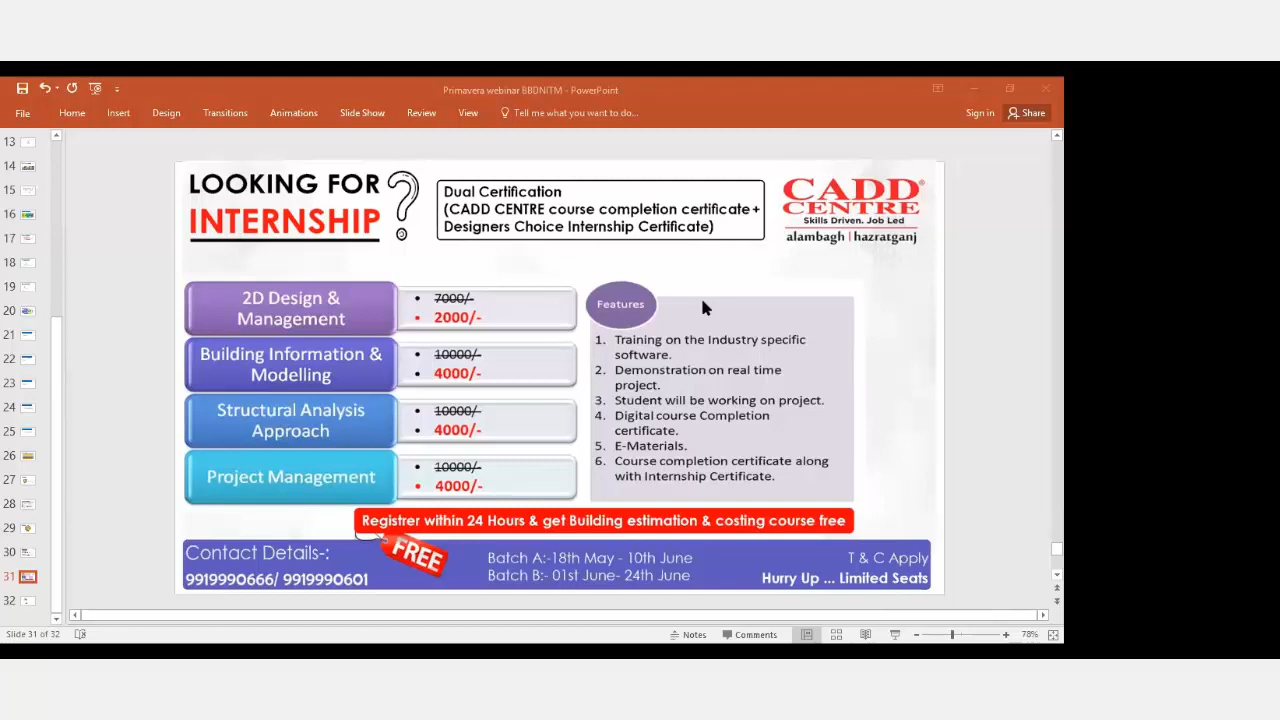 Primavera webinar BBDNITM - PowerPoint
File Home Insert Design Transitions Animations Slide Show Review View Tell me what you want to do... Sign in Share
13
14
15
16
17
18
19
20
21
22
23
24
25
26
27
28
29
30
31
32
LOOKING FOR
INTERNSHIP
?
Dual Certification
(CADD CENTRE course completion certificate+
Designers Choice Internship Certificate)
CADD
CENTRE
Skills Driven. Job Led
alambagh | hazratganj
2D Design &
Management
• 7000/-
• 2000/-
Building Information &
Modelling
• 10000/-
• 4000/-
Structural Analysis
Approach
• 10000/-
• 4000/-
Project Management
• 10000/-
• 4000/-
Features
1. Training on the Industry specific
software.
2. Demonstration on real time
project.
3. Student will be working on project.
4. Digital course Completion
certificate.
5. E-Materials.
6. Course completion certificate along
with Internship Certificate.
Registrer within 24 Hours & get Building estimation & costing course free
FREE
Contact Details-:
9919990666/ 9919990601
Batch A:-18th May - 10th June
Batch B:- 01st June- 24th June
T & C Apply
Hurry Up ... Limited Seats
Slide 31 of 32 Notes Comments 78%